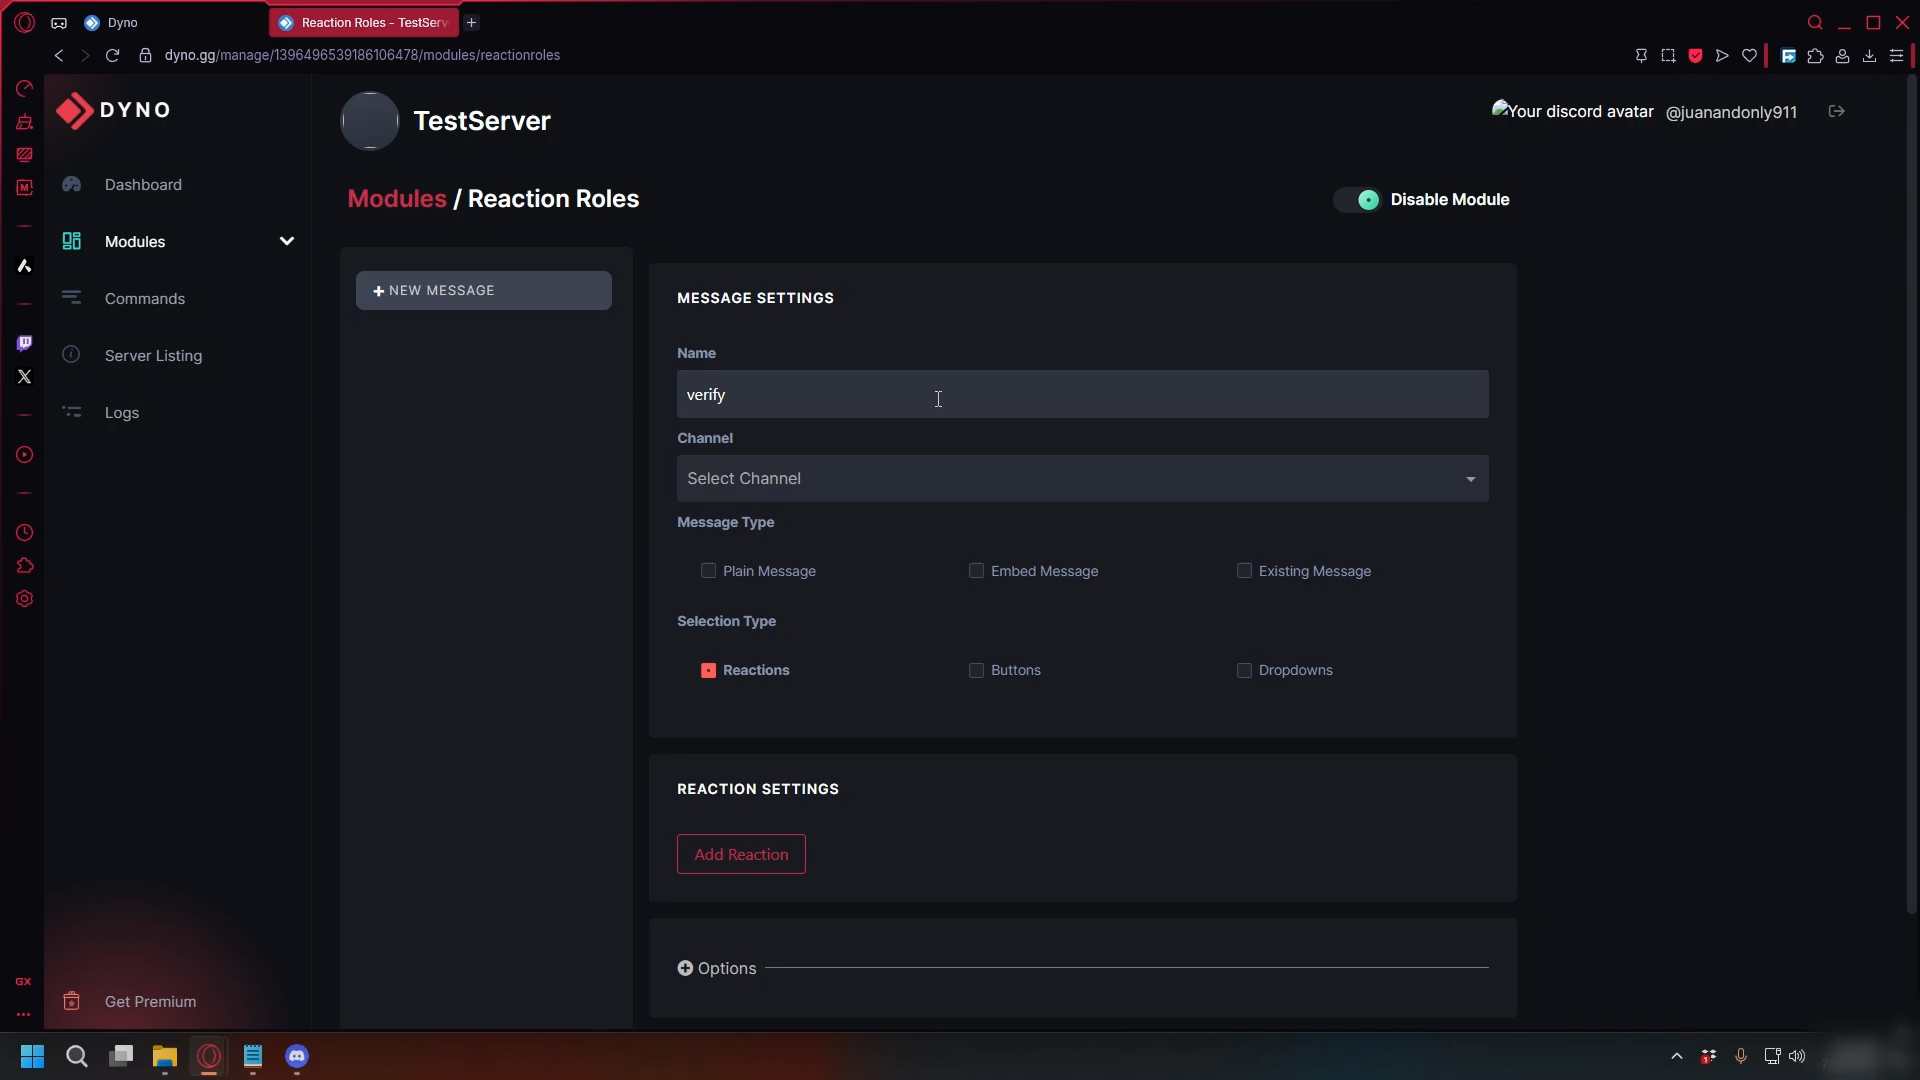 Dyno
Reaction Roles - TestServ
dyno.gg/manage/1396496539186106478/modules/reactionroles
DYNO
TestServer
Your discord avatar @juanandonly911
Dashboard
Modules / Reaction Roles
Disable Module
Modules
NEW MESSAGE
MESSAGE SETTINGS
Commands
Name
Server Listing
verify
Logs
Channel
Select Channel
Message Type
Plain Message
Embed Message
Existing Message
Selection Type
Reactions
Buttons
Dropdowns
REACTION SETTINGS
Add Reaction
Options
GX
Get Premium
M
1